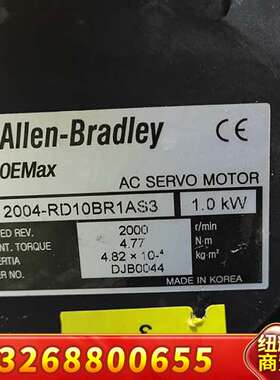 Allen-Bradley
CE
OEMax
AC SERVO MOTOR
2004-RD10BR1AS3 1.0 kW
ED REV. 2000 r/min
NT. TORQUE 4.77 N·m
ERTIA 4.82 × 10⁻⁴ kg·m²
R NO. DJB0044
MADE IN KOREA
S
纽
商
3268800655